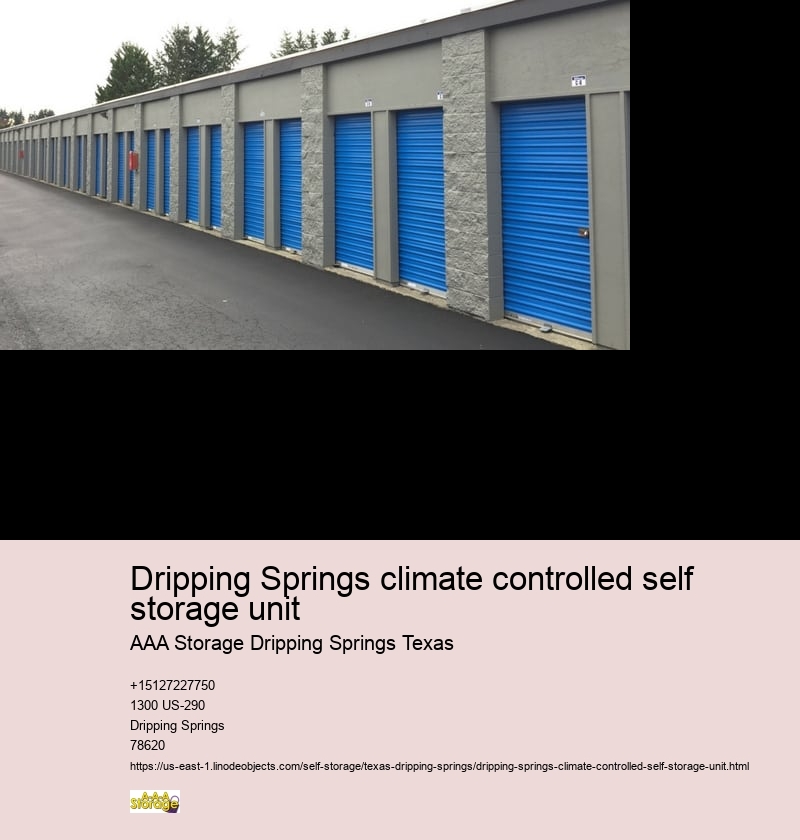 Dripping Springs climate controlled self
storage unit
AAA Storage Dripping Springs Texas
+15127227750
1300 US-290
Dripping Springs
78620
https://us-east-1.linodeobjects.com/self-storage/texas-dripping-springs/dripping-springs-climate-controlled-self-storage-unit.html
A-A-A
Storage